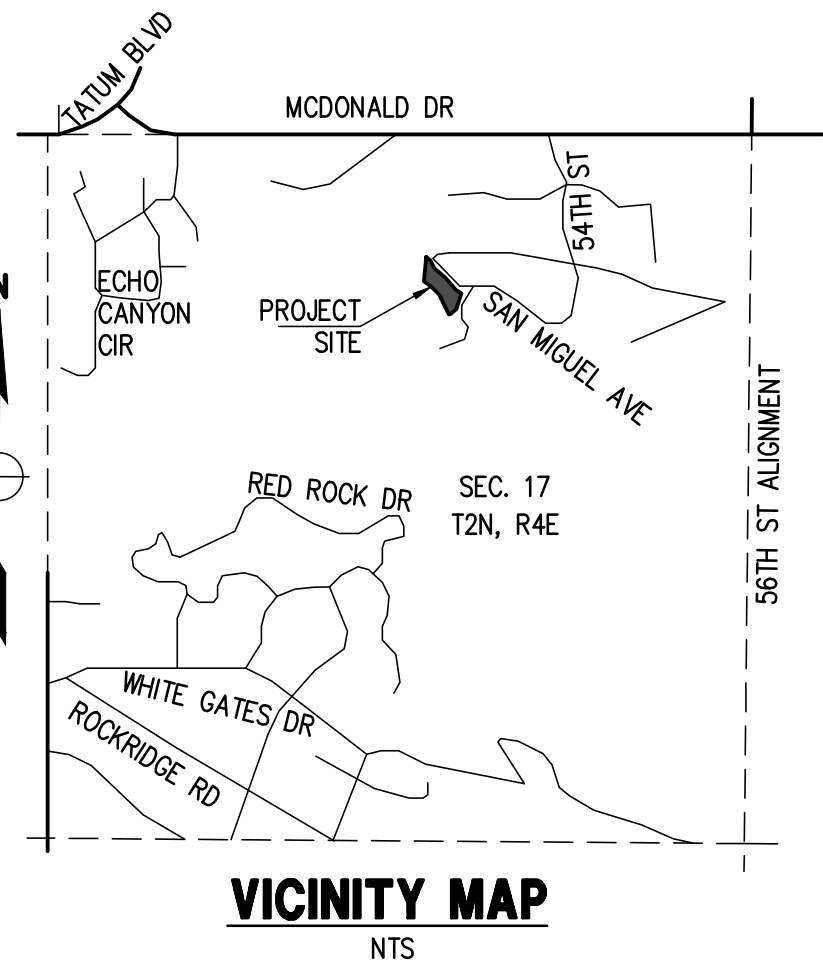 TATUM BLVD
MCDONALD DR
54TH ST
ECHO
CANYON
CIR
PROJECT
SITE
SAN MIGUEL AVE
56TH ST ALIGNMENT
RED ROCK DR
SEC. 17
T2N, R4E
WHITE GATES DR
ROCKRIDGE RD
VICINITY MAP
NTS